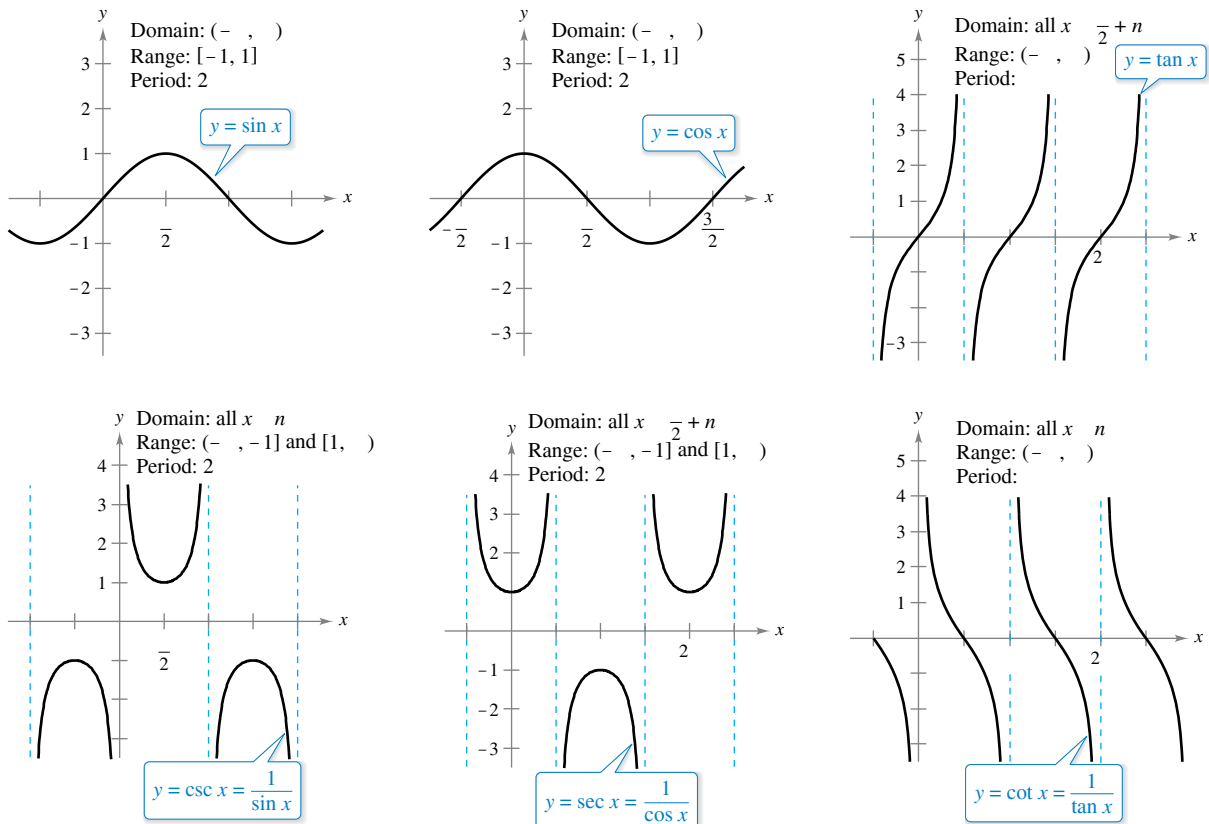 y
Domain: (− , )
Range: [−1, 1]
Period: 2
3
2
1
−1
−2
−3
y = sin x
x
2
y
Domain: (− , )
Range: [−1, 1]
Period: 2
3
2
1
−1
−2
−3
y = cos x
x
−
2
2
3
2
y
Domain: all x 2 + n
Range: (− , )
Period:
5
4
3
2
1
−3
y = tan x
x
2
y
Domain: all x n
Range: (− , −1] and [1, )
Period: 2
4
3
2
1
x
2
y = csc x = 1
sin x
y
Domain: all x 2 + n
Range: (− , −1] and [1, )
Period: 2
4
3
2
−1
−2
−3
x
2
y = sec x = 1
cos x
y
Domain: all x n
Range: (− , )
Period:
5
4
3
2
1
x
2
y = cot x = 1
tan x